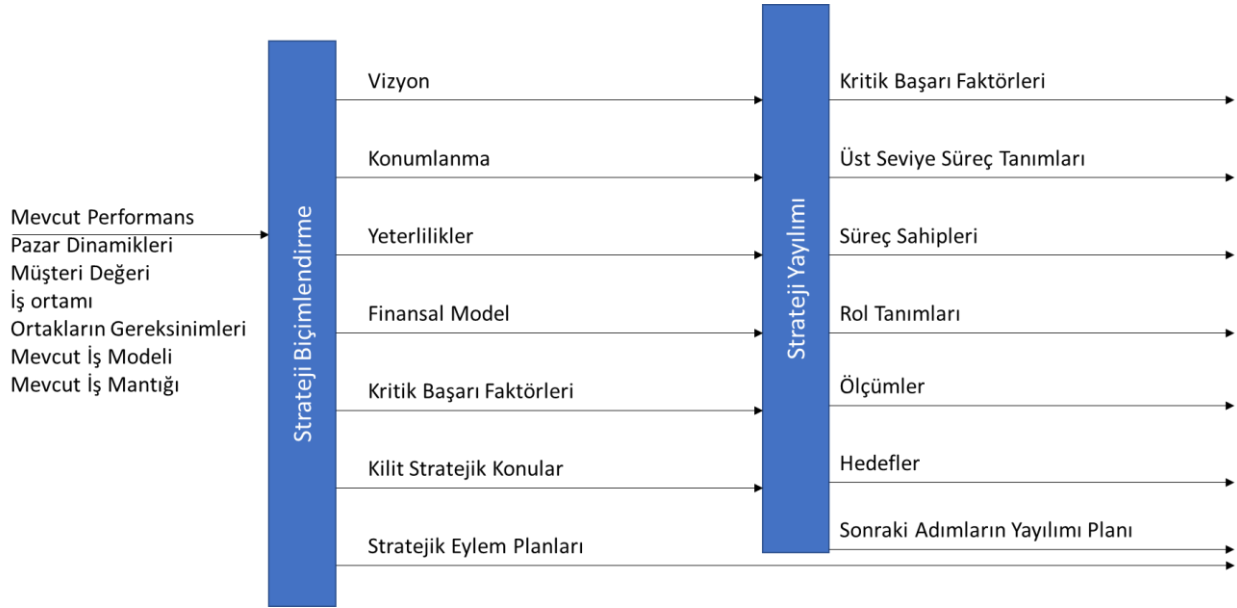 Mevcut Performans
Pazar Dinamikleri
Müşteri Değeri
İş ortamı
Ortakların Gereksinimleri
Mevcut İş Modeli
Mevcut İş Mantığı
Strateji Biçimlendirme
Vizyon
Konumlanma
Yeterlilikler
Finansal Model
Kritik Başarı Faktörleri
Kilit Stratejik Konular
Stratejik Eylem Planları
Strateji Yayılımı
Kritik Başarı Faktörleri
Üst Seviye Süreç Tanımları
Süreç Sahipleri
Rol Tanımları
Ölçümler
Hedefler
Sonraki Adımların Yayılımı Planı